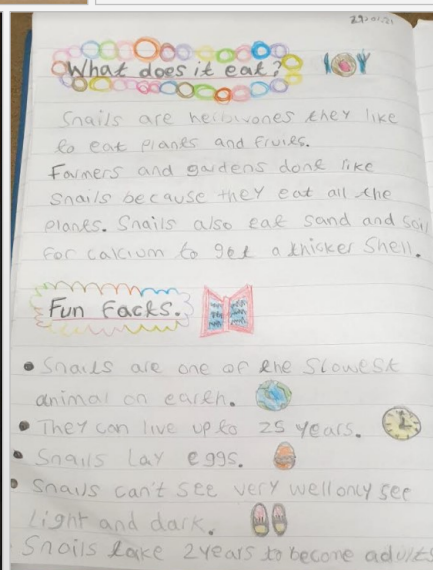 What does it eat?
Snails are herbivores they like
to eat plants and fruits.
Farmers and gardens dont like
snails because they eat all the
plants. Snails also eat sand and soil
for calcium to get a thicker shell.
Fun facts.
Snails are one of the slowest
animal on earth.
They can live up to 25 years.
Snails lay eggs.
Snails can't see very well only see
light and dark.
Snails take 2 years to become adults